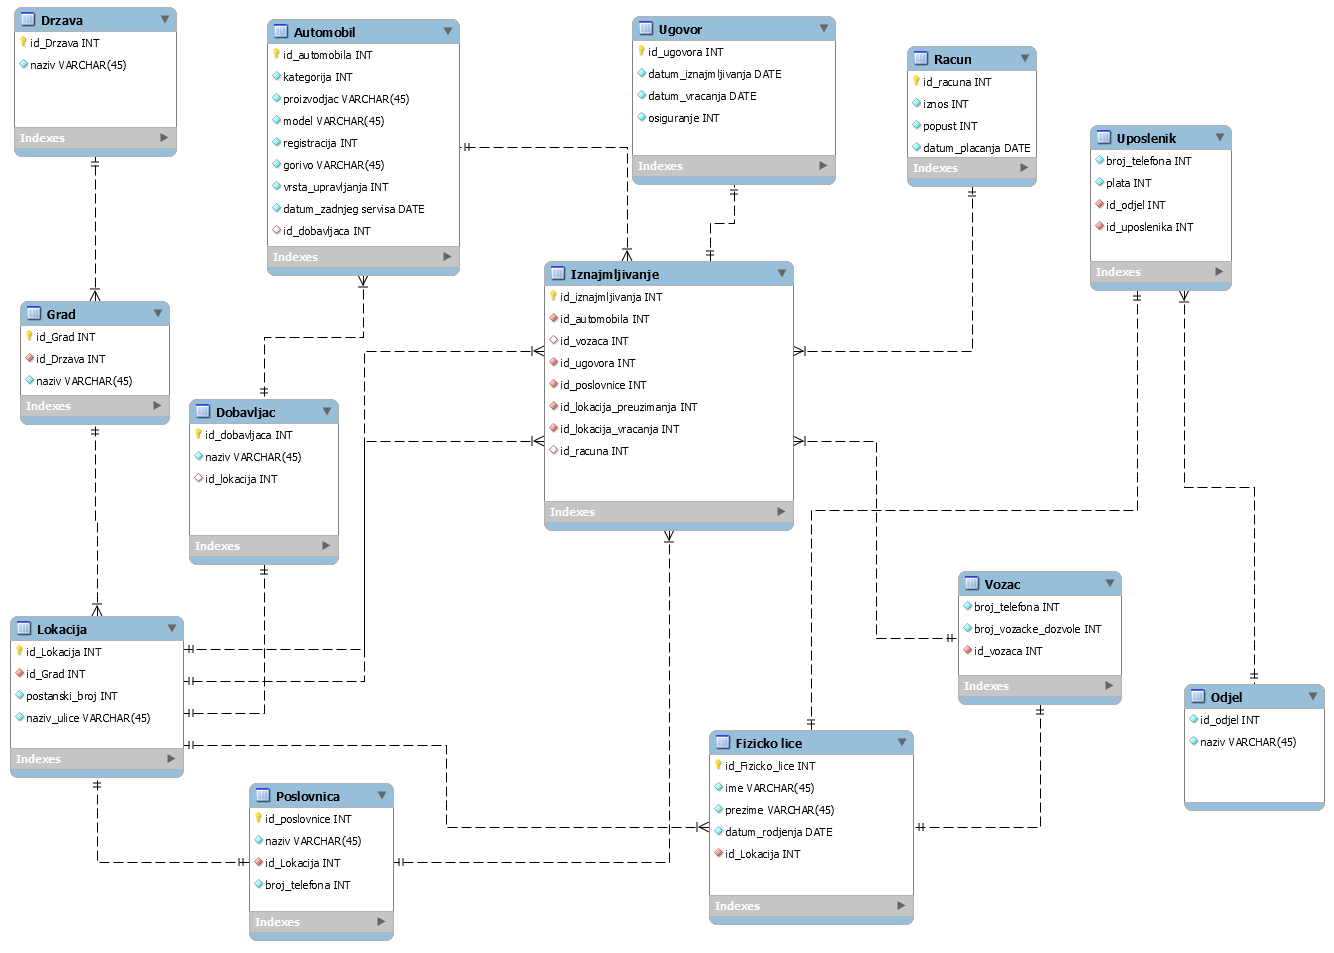 Drzava
id_Drzava INT
naziv VARCHAR(45)
Indexes
Automobil
id_automobila INT
kategorija INT
proizvodjac VARCHAR(45)
model VARCHAR(45)
registracija INT
gorivo VARCHAR(45)
vrsta_upravljanja INT
datum_zadnjeg servisa DATE
id_dobavljaca INT
Indexes
Ugovor
id_ugovora INT
datum_iznajmljivanja DATE
datum_vracanja DATE
osiguranje INT
Indexes
Racun
id_racuna INT
iznos INT
popust INT
datum_placanja DATE
Indexes
Uposlenik
broj_telefona INT
plata INT
id_odjel INT
id_uposlenika INT
Indexes
Grad
id_Grad INT
id_Drzava INT
naziv VARCHAR(45)
Indexes
Dobavljac
id_dobavljaca INT
naziv VARCHAR(45)
id_lokacija INT
Indexes
Iznajmljivanje
id_iznajmljivanja INT
id_automobila INT
id_vozaca INT
id_ugovora INT
id_poslovnice INT
id_lokacija_preuzimanja INT
id_lokacija_vracanja INT
id_racuna INT
Indexes
Lokacija
id_Lokacija INT
id_Grad INT
postanski_broj INT
naziv_ulice VARCHAR(45)
Indexes
Poslovnica
id_poslovnice INT
naziv VARCHAR(45)
id_Lokacija INT
broj_telefona INT
Indexes
Fizicko lice
id_Fizicko_lice INT
ime VARCHAR(45)
prezime VARCHAR(45)
datum_rodjenja DATE
id_Lokacija INT
Indexes
Vozac
broj_telefona INT
broj_vozacke_dozvole INT
id_vozaca INT
Indexes
Odjel
id_odjel INT
naziv VARCHAR(45)